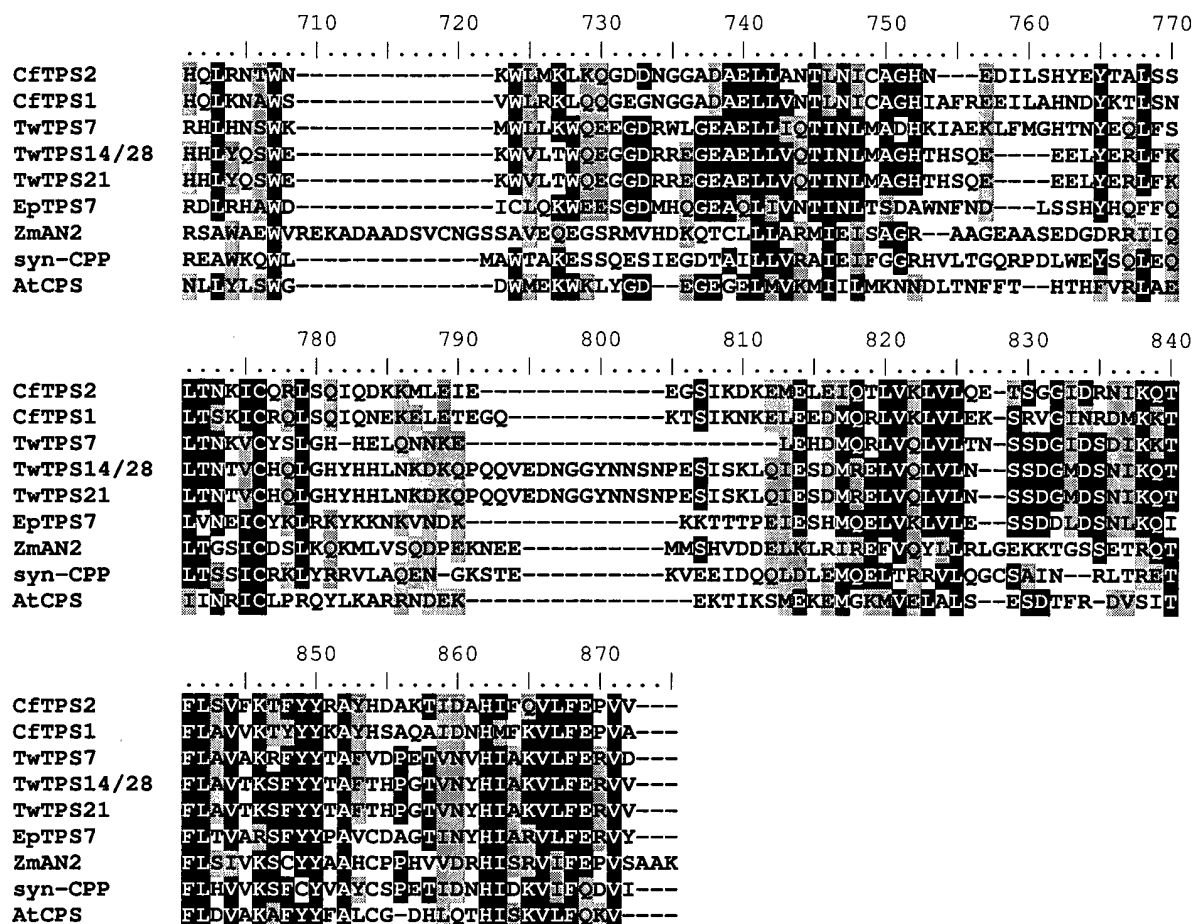 710 720 730 740 750 760 770
CfTPS2 HQLRNTWN--------------KWLMKLKQGDDNGGADAELLANTLNICAGHN---EDILSHYEYTALSS
CfTPS1 HQLKNAWS--------------VWLRKLQQGEGNGGADAELLVNTLNICAGHIAFREEILAHNDYKTLSN
TwTPS7 RHLHNSWK--------------MWLLKWQEEGDRWLGEAELLIQTINLMADHKIAEKLFMGHTNYEQLFS
TwTPS14/28 HHLYQSWE--------------KWVLTWQEGGDRREGEAELLVQTINLMAGHTHSQE----EELYERLFK
TwTPS21 HHLYQSWE--------------KWVLTWQEGGDRREGEAELLVQTINLMAGHTHSQE----EELYERLFK
EpTPS7 RDLRHAWD--------------ICLQKWEESGDMHQGEAQLIVNTINLTSDAWNFND----LSSHYHQFFQ
ZmAN2 RSAWAEWVREKADAADSVCNGSSAVEQEGSRMVHDKQTCLLLARMIEISAGR---AAGEAASEDGDRRIIQ
syn-CPP REAWKQWL-------------MAWTAKESSQESIEGDTAILLVRAIEIFGGRHVLTGQRPDLWEYSQLEQ
AtCPS NLLYLSWG--------------DWMEKWKLYGD--EGEGELMVKMIILMKNNDLTNFFT--HTHFVRLAE
780 790 800 810 820 830 840
CfTPS2 LTNKICQRLSQIQDKKMLEIE-------------EGSIKDKEMELEIQTLVKLVLQE-TSGGIDRNIKQT
CfTPS1 LTSKICRQLSQIQNEKELETEGQ-----------KTSIKNKELEEDMQRLVKLVLEK-SRVGINRDMKKT
TwTPS7 LTNKVCYSLGH-HELQNNKE----------------------LEHDMQRLVQLVLTN-SSDGIDSDIKKT
TwTPS14/28 LTNTVCHQLGHYHHLNKDKQPQQVEDNGGYNNSNPESISKLQIESDMRELVQLVLN--SSDGMDSNIKQT
TwTPS21 LTNTVCHQLGHYHHLNKDKQPQQVEDNGGYNNSNPESISKLQIESDMRELVQLVLN--SSDGMDSNIKQT
EpTPS7 LVNEICYKLRKYKKNKVNDK---------------KKTTTPEIESHMQELVKLVLE--SSDDLDSNLKQI
ZmAN2 LTGSICDSLKQKMLVSQDPEKNEE----------MMSHVDDELKLRIREFVQYLLRLGEKKTGSSETRQT
syn-CPP LTSSICRKLYRRVLAQEN-GKSTE----------KVEEIDQQLDLEMQELTRRVLQGCSAIN--RLTRET
AtCPS IINRICLPRQYLKARRNDEK----------------EKTIKSMEKEMGKMVELALS--ESDTFR-DVSIT
850 860 870
CfTPS2 FLSVFKTFYYRAYHDAKTIDAHIFQVLFEPVV---
CfTPS1 FLAVVKTYYYKAYHSAQAIDNHMFKVLFEPVA---
TwTPS7 FLAVAKRFYYTAFVDPETVNVHIAKVLFERVD---
TwTPS14/28 FLAVTKSFYYTAFTHPGTVNYHIAKVLFERVV---
TwTPS21 FLAVTKSFYYTAFTHPGTVNYHIAKVLFERVV---
EpTPS7 FLTVARSFYYPAVCDAGTINYHIARVLFERVY---
ZmAN2 FLSIVKSCYYAAHCPPHVVDRHISRVIFEPVSAAK
syn-CPP FLHVVKSFCYVAYCSPETIDNHIDKVIFQDVI---
AtCPS FLDVAKAFYYFALCG-DHLQTHISKVLFQKV----